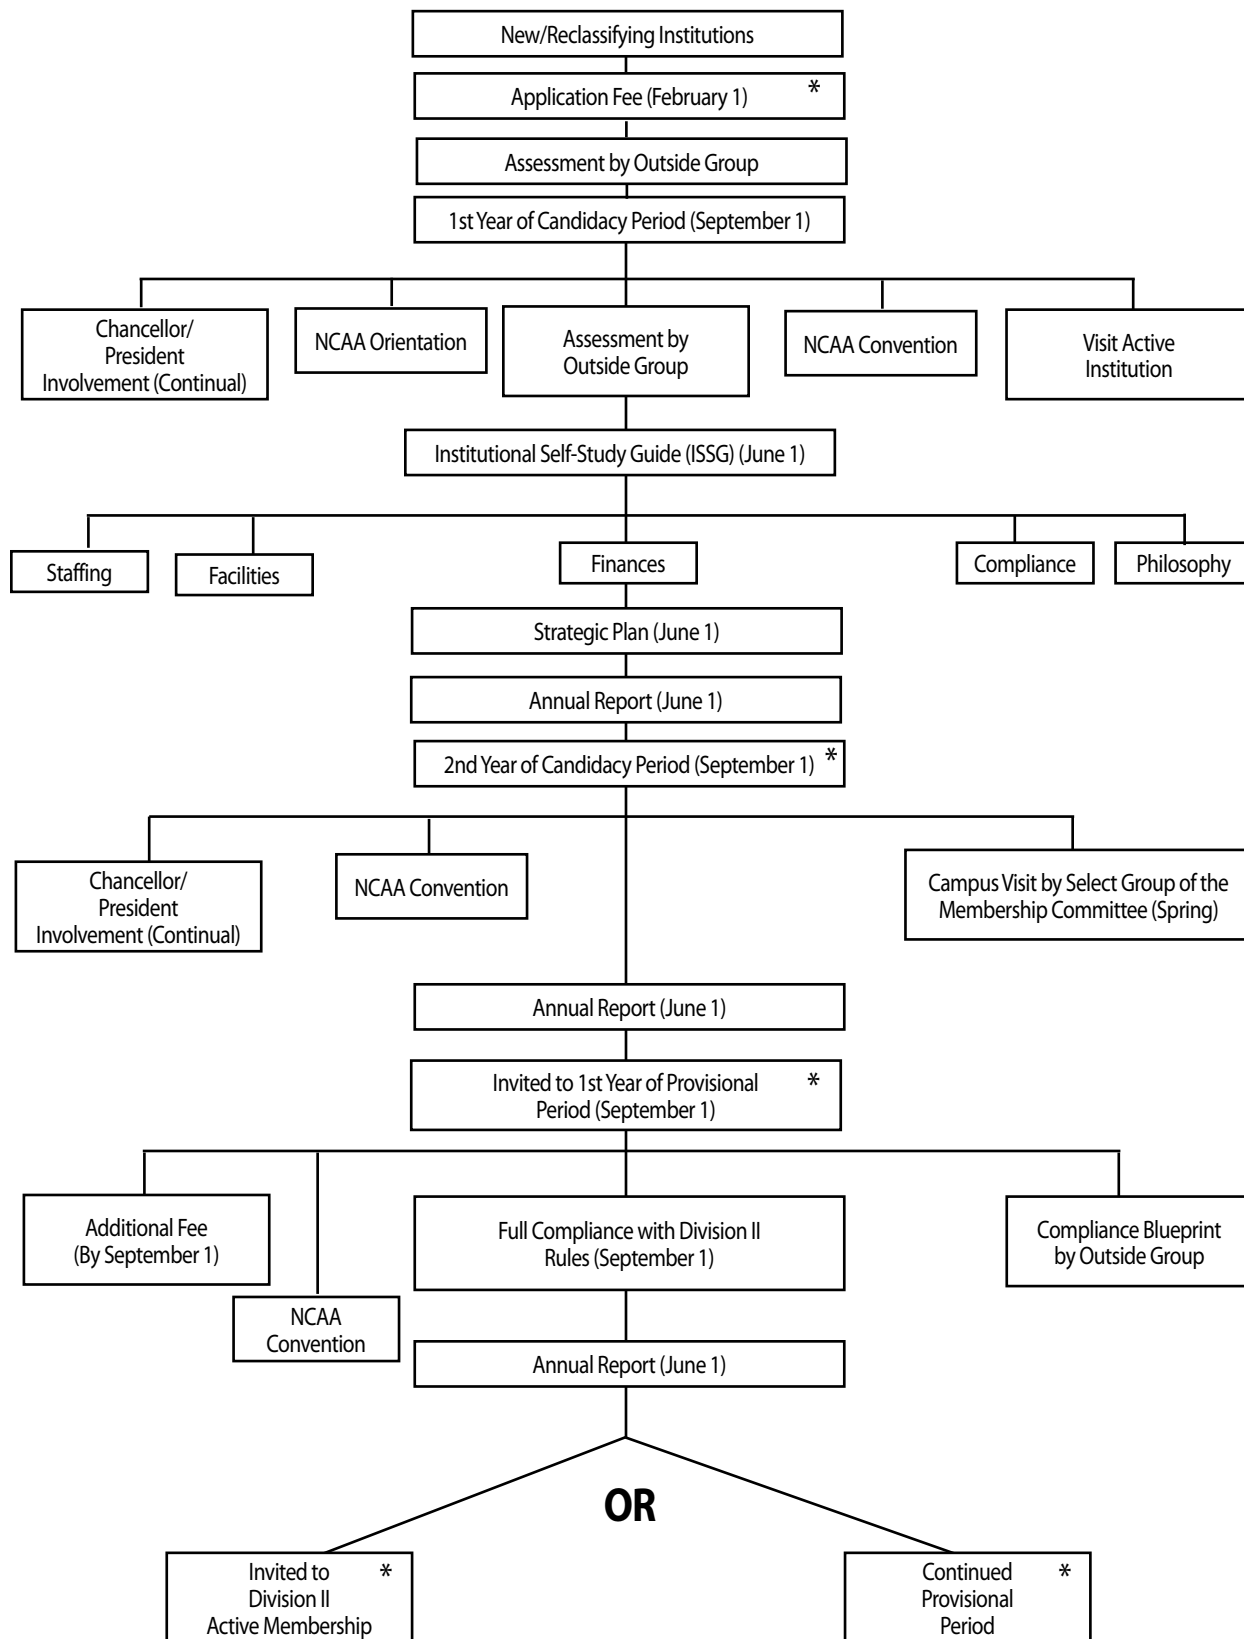 New/Reclassifying Institutions
Application Fee (February 1) *
Assessment by Outside Group
1st Year of Candidacy Period (September 1)
Chancellor/
President
Involvement (Continual)
NCAA Orientation
Assessment by
Outside Group
NCAA Convention
Visit Active
Institution
Institutional Self-Study Guide (ISSG) (June 1)
Staffing
Facilities
Finances
Compliance
Philosophy
Strategic Plan (June 1)
Annual Report (June 1)
2nd Year of Candidacy Period (September 1) *
Chancellor/
President
Involvement (Continual)
NCAA Convention
Campus Visit by Select Group of the
Membership Committee (Spring)
Annual Report (June 1)
Invited to 1st Year of Provisional *
Period (September 1)
Additional Fee
(By September 1)
NCAA
Convention
Full Compliance with Division II
Rules (September 1)
Compliance Blueprint
by Outside Group
Annual Report (June 1)
OR
Invited to *
Division II
Active Membership
Continued *
Provisional
Period